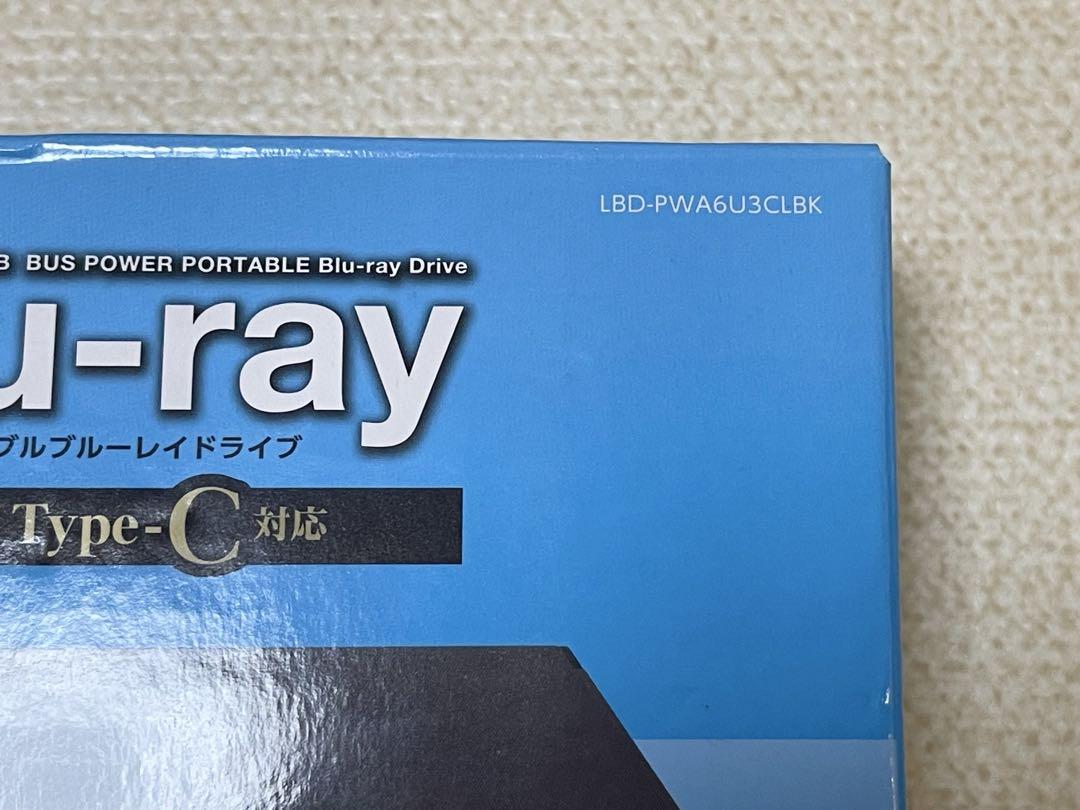 LBD-PWA6U3CLBK
B BUS POWER PORTABLE Blu-ray Drive
u-ray
ブルブルーレイドライブ
Type-C 対応